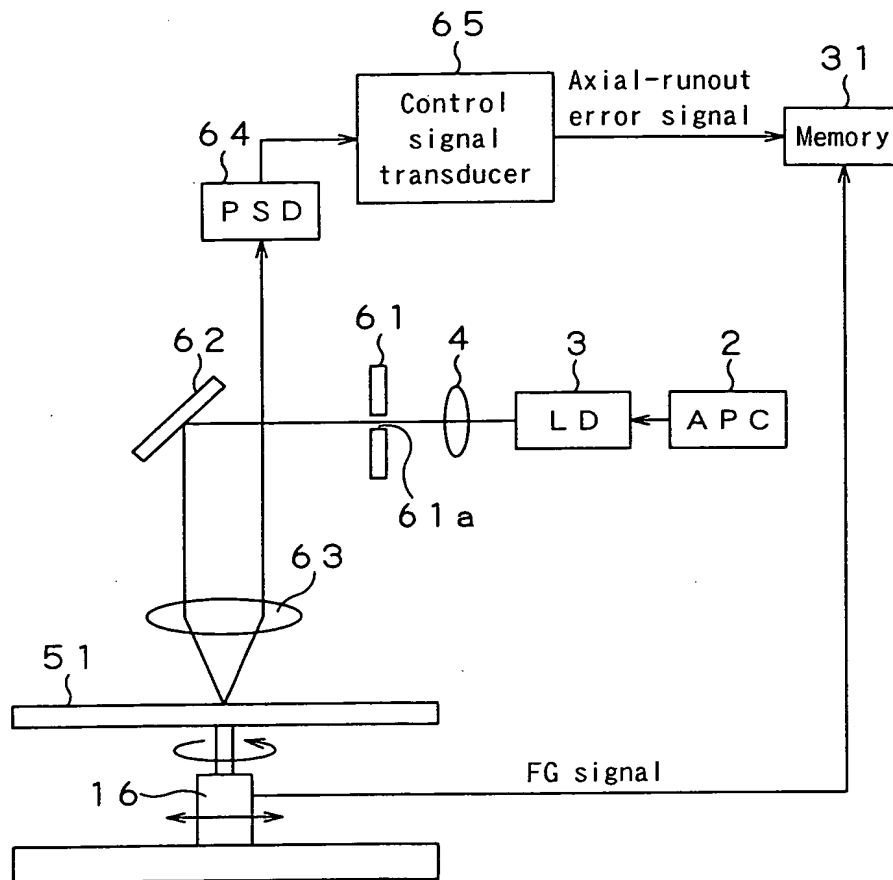 65
Control
signal
transducer
Axial-runout
error signal
31
Memory
64
PSD
62
61
4
3
LD
2
APC
61a
63
51
16
FG signal